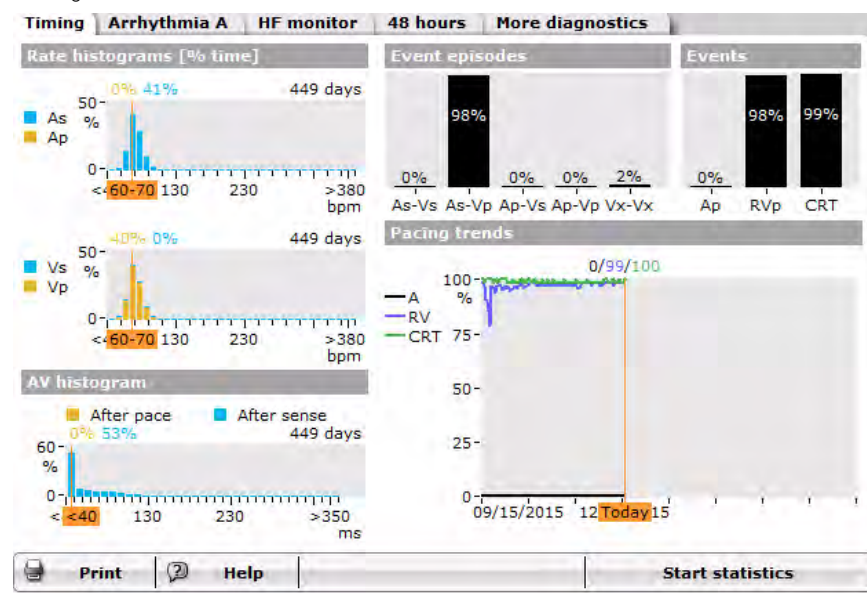 Timing Arrhythmia A HF monitor 48 hours More diagnostics
Rate histograms [% time]
0% 41% 449 days
50-
As %
Ap
0-
<4 60-70 130 230 >380
bpm
40% 0% 449 days
50-
Vs %
Vp
0-
<4 60-70 130 230 >380
bpm
AV histogram
After pace After sense
0% 53% 449 days
60-
%
0-
< <40 130 230 >350
ms
Event episodes
98%
0% 0% 0% 2%
As-Vs As-Vp Ap-Vs Ap-Vp Vx-Vx
Events
98% 99%
0%
Ap RVp CRT
Pacing trends
0/99/100
A 100-
RV %
CRT 75-
50-
25-
0-
09/15/2015 12 Today 15
Print Help Start statistics